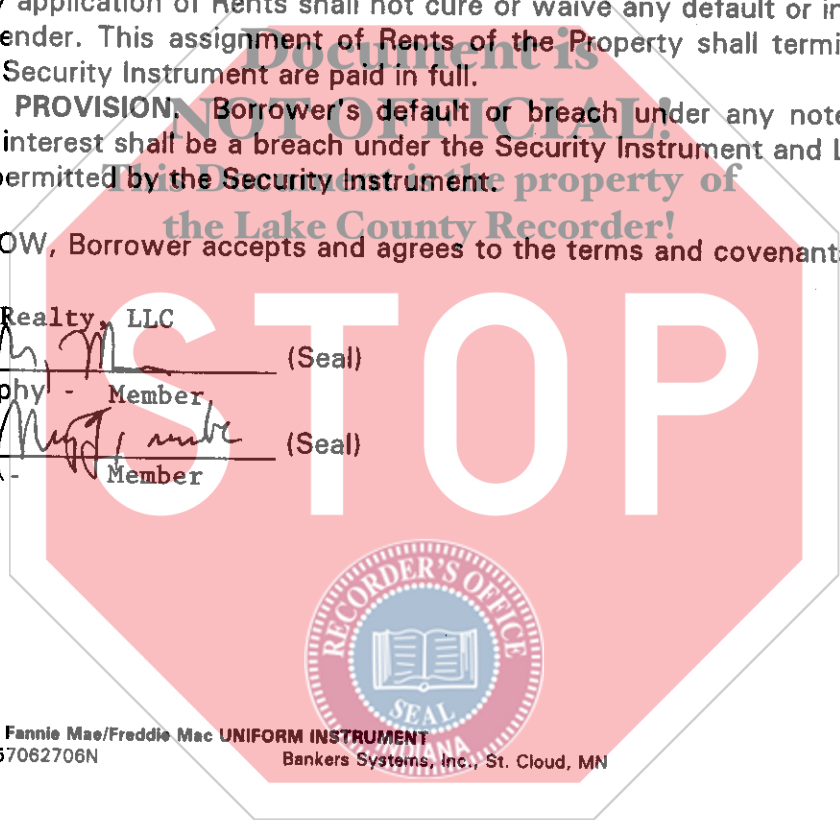 application of Rents shall not cure or waive any default or in
ender. This assignment of Rents of the Property shall termi
Security Instrument are paid in full.
PROVISION. Borrower's default or breach under any note
interest shall be a breach under the Security Instrument and L
ermitted by the Security Instrument.
OW, Borrower accepts and agrees to the terms and covenant
Document is
NOT OFFICIAL!
This Document is the property of
the Lake County Recorder!
STOP
Realty, LLC
(Seal)
phy - Member,
(Seal)
- Member
RECORDER'S OFFICE
SEAL
INDIANA
Fannie Mae/Freddie Mac UNIFORM INSTRUMENT
57062706N Bankers Systems, Inc., St. Cloud, MN